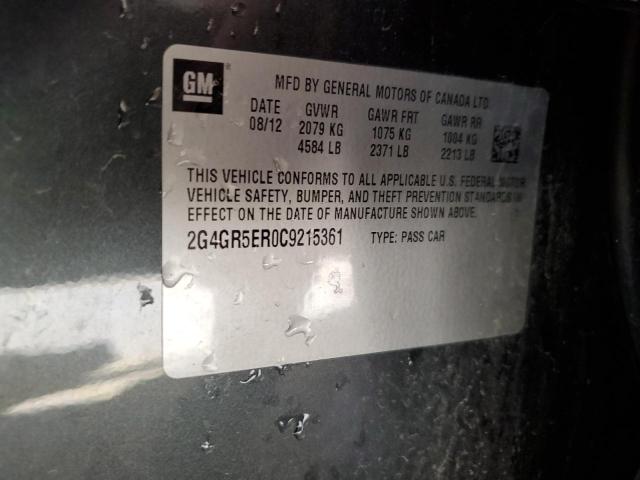 GM
MFD BY GENERAL MOTORS OF CANADA LTD.
DATE GVWR GAWR FRT GAWR RR
08/12 2079 KG 1075 KG 1004 KG
4584 LB 2371 LB 2213 LB
THIS VEHICLE CONFORMS TO ALL APPLICABLE U.S. FEDERAL MOTOR
VEHICLE SAFETY, BUMPER, AND THEFT PREVENTION STANDARDS IN
EFFECT ON THE DATE OF MANUFACTURE SHOWN ABOVE.
2G4GR5ER0C9215361 TYPE: PASS CAR